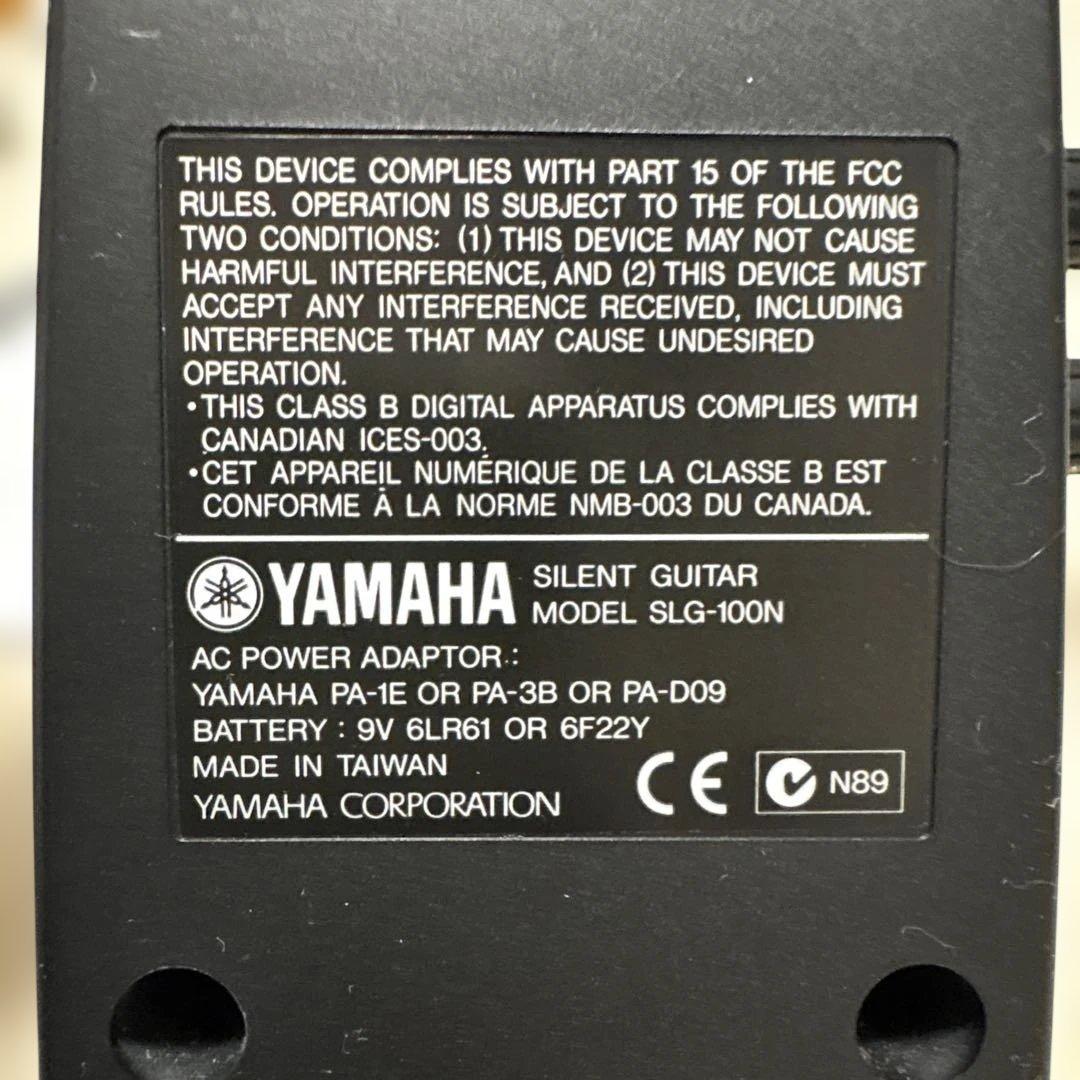 THIS DEVICE COMPLIES WITH PART 15 OF THE FCC
RULES. OPERATION IS SUBJECT TO THE FOLLOWING
TWO CONDITIONS: (1) THIS DEVICE MAY NOT CAUSE
HARMFUL INTERFERENCE, AND (2) THIS DEVICE MUST
ACCEPT ANY INTERFERENCE RECEIVED, INCLUDING
INTERFERENCE THAT MAY CAUSE UNDESIRED
OPERATION.
•THIS CLASS B DIGITAL APPARATUS COMPLIES WITH
CANADIAN ICES-003.
•CET APPAREIL NUMÉRIQUE DE LA CLASSE B EST
CONFORME À LA NORME NMB-003 DU CANADA.
YAMAHA SILENT GUITAR
MODEL SLG-100N
AC POWER ADAPTOR :
YAMAHA PA-1E OR PA-3B OR PA-D09
BATTERY : 9V 6LR61 OR 6F22Y
MADE IN TAIWAN
YAMAHA CORPORATION
CE N89